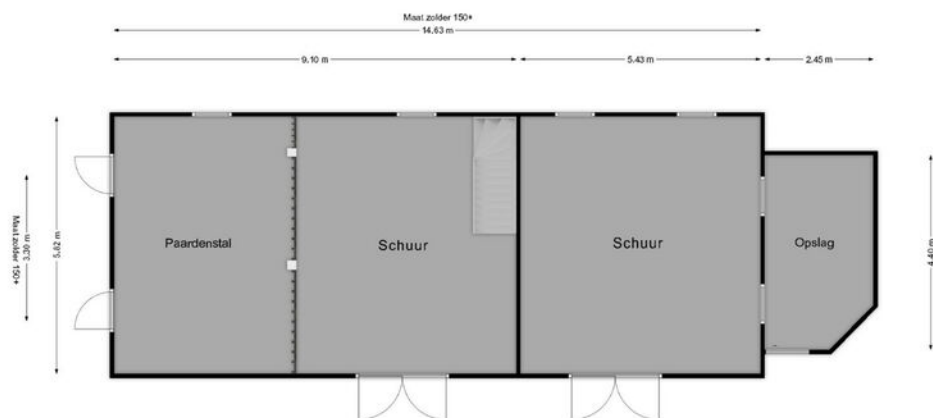 Maat zolder 150+
14.63 m
9.10 m
5.43 m
2.45 m
Maat zolder 150+
3.30 m
5.82 m
Paardenstal
Schuur
Schuur
Opslag
4.40 m